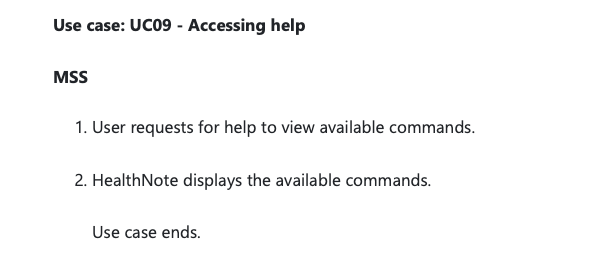 Use case: UC09 - Accessing help
MSS
1. User requests for help to view available commands.
2. HealthNote displays the available commands.
Use case ends.